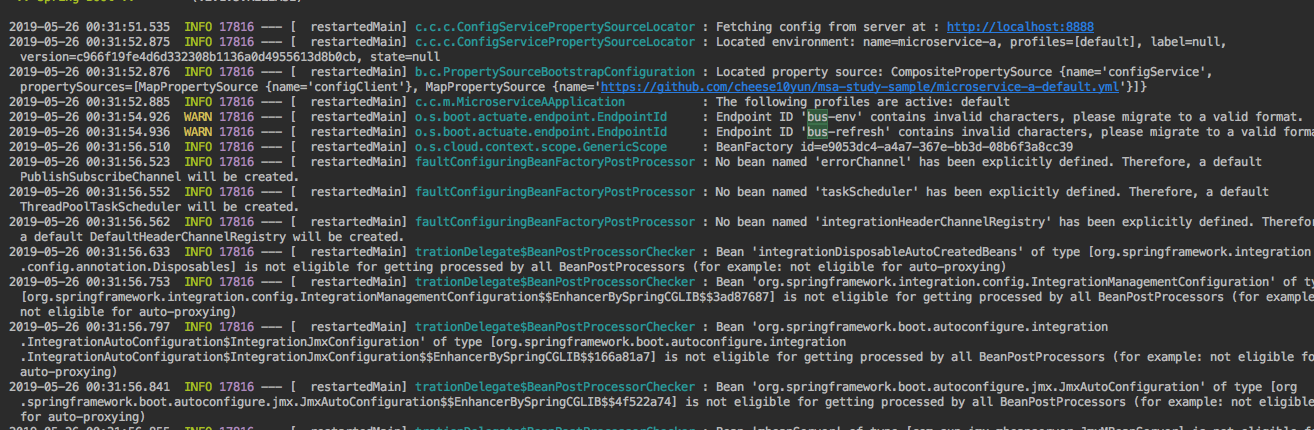 2019-05-26 00:31:51.535  INFO 17816 --- [  restartedMain] c.c.c.ConfigServicePropertySourceLocator : Fetching config from server at : http://localhost:8888
2019-05-26 00:31:52.875  INFO 17816 --- [  restartedMain] c.c.c.ConfigServicePropertySourceLocator : Located environment: name=microservice-a, profiles=[default], label=null,
version=c966f19fe4d6d332308b1136a0d4955613d8b0cb, state=null
2019-05-26 00:31:52.876  INFO 17816 --- [  restartedMain] b.c.PropertySourceBootstrapConfiguration : Located property source: CompositePropertySource {name='configService',
propertySources=[MapPropertySource {name='configClient'}, MapPropertySource {name='https://github.com/cheese10yun/msa-study-sample/microservice-a-default.yml'}]}
2019-05-26 00:31:52.885  INFO 17816 --- [  restartedMain] c.c.m.MicroserviceAApplication           : The following profiles are active: default
2019-05-26 00:31:54.926  WARN 17816 --- [  restartedMain] o.s.boot.actuate.endpoint.EndpointId     : Endpoint ID 'bus-env' contains invalid characters, please migrate to a valid format.
2019-05-26 00:31:54.936  WARN 17816 --- [  restartedMain] o.s.boot.actuate.endpoint.EndpointId     : Endpoint ID 'bus-refresh' contains invalid characters, please migrate to a valid forma
2019-05-26 00:31:56.510  INFO 17816 --- [  restartedMain] o.s.cloud.context.scope.GenericScope     : BeanFactory id=e9053dc4-a4a7-367e-bb3d-08b6f3a8cc39
2019-05-26 00:31:56.523  INFO 17816 --- [  restartedMain] faultConfiguringBeanFactoryPostProcessor : No bean named 'errorChannel' has been explicitly defined. Therefore, a default
PublishSubscribeChannel will be created.
2019-05-26 00:31:56.552  INFO 17816 --- [  restartedMain] faultConfiguringBeanFactoryPostProcessor : No bean named 'taskScheduler' has been explicitly defined. Therefore, a default
ThreadPoolTaskScheduler will be created.
2019-05-26 00:31:56.562  INFO 17816 --- [  restartedMain] faultConfiguringBeanFactoryPostProcessor : No bean named 'integrationHeaderChannelRegistry' has been explicitly defined. Therefor
a default DefaultHeaderChannelRegistry will be created.
2019-05-26 00:31:56.633  INFO 17816 --- [  restartedMain] trationDelegate$BeanPostProcessorChecker : Bean 'integrationDisposableAutoCreatedBeans' of type [org.springframework.integration
.config.annotation.Disposables] is not eligible for getting processed by all BeanPostProcessors (for example: not eligible for auto-proxying)
2019-05-26 00:31:56.753  INFO 17816 --- [  restartedMain] trationDelegate$BeanPostProcessorChecker : Bean 'org.springframework.integration.config.IntegrationManagementConfiguration' of ty
[org.springframework.integration.config.IntegrationManagementConfiguration$$EnhancerBySpringCGLIB$$3ad87687] is not eligible for getting processed by all BeanPostProcessors (for example
not eligible for auto-proxying)
2019-05-26 00:31:56.797  INFO 17816 --- [  restartedMain] trationDelegate$BeanPostProcessorChecker : Bean 'org.springframework.boot.autoconfigure.integration
.IntegrationAutoConfiguration$IntegrationJmxConfiguration' of type [org.springframework.boot.autoconfigure.integration
.IntegrationAutoConfiguration$IntegrationJmxConfiguration$$EnhancerBySpringCGLIB$$166a81a7] is not eligible for getting processed by all BeanPostProcessors (for example: not eligible fo
auto-proxying)
2019-05-26 00:31:56.841  INFO 17816 --- [  restartedMain] trationDelegate$BeanPostProcessorChecker : Bean 'org.springframework.boot.autoconfigure.jmx.JmxAutoConfiguration' of type [org
.springframework.boot.autoconfigure.jmx.JmxAutoConfiguration$$EnhancerBySpringCGLIB$$4f522a74] is not eligible for getting processed by all BeanPostProcessors (for example: not eligible
for auto-proxying)